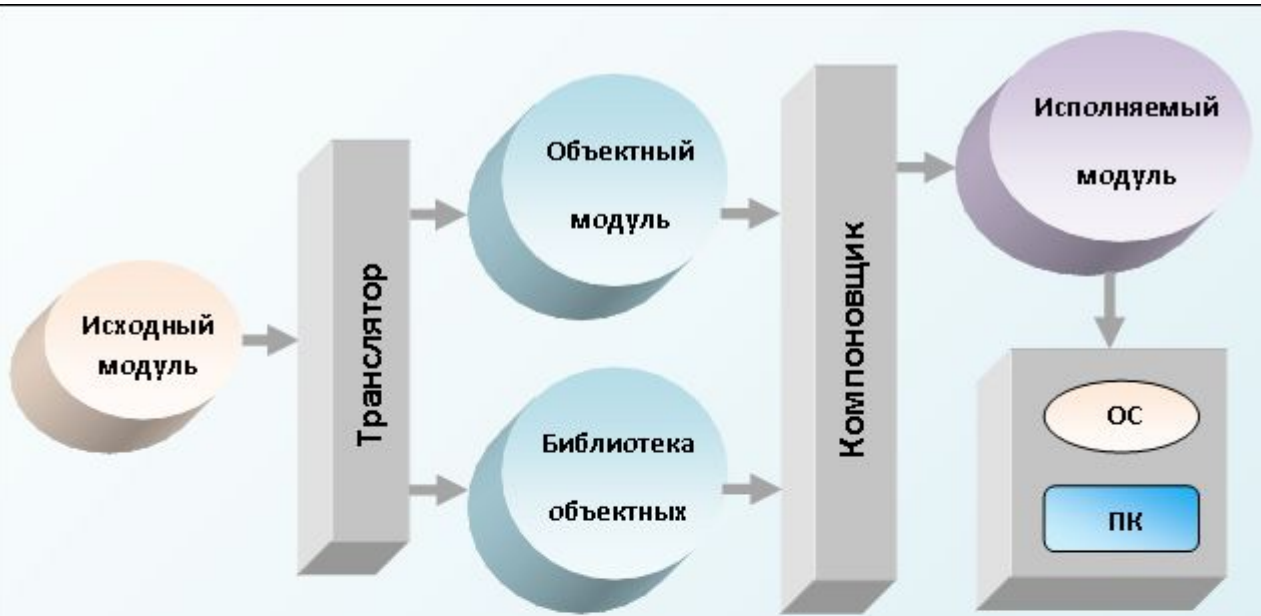 Исходный
модуль
Транслятор
Объектный
модуль
Библиотека
объектных
Компоновщик
Исполняемый
модуль
ОС
ПК